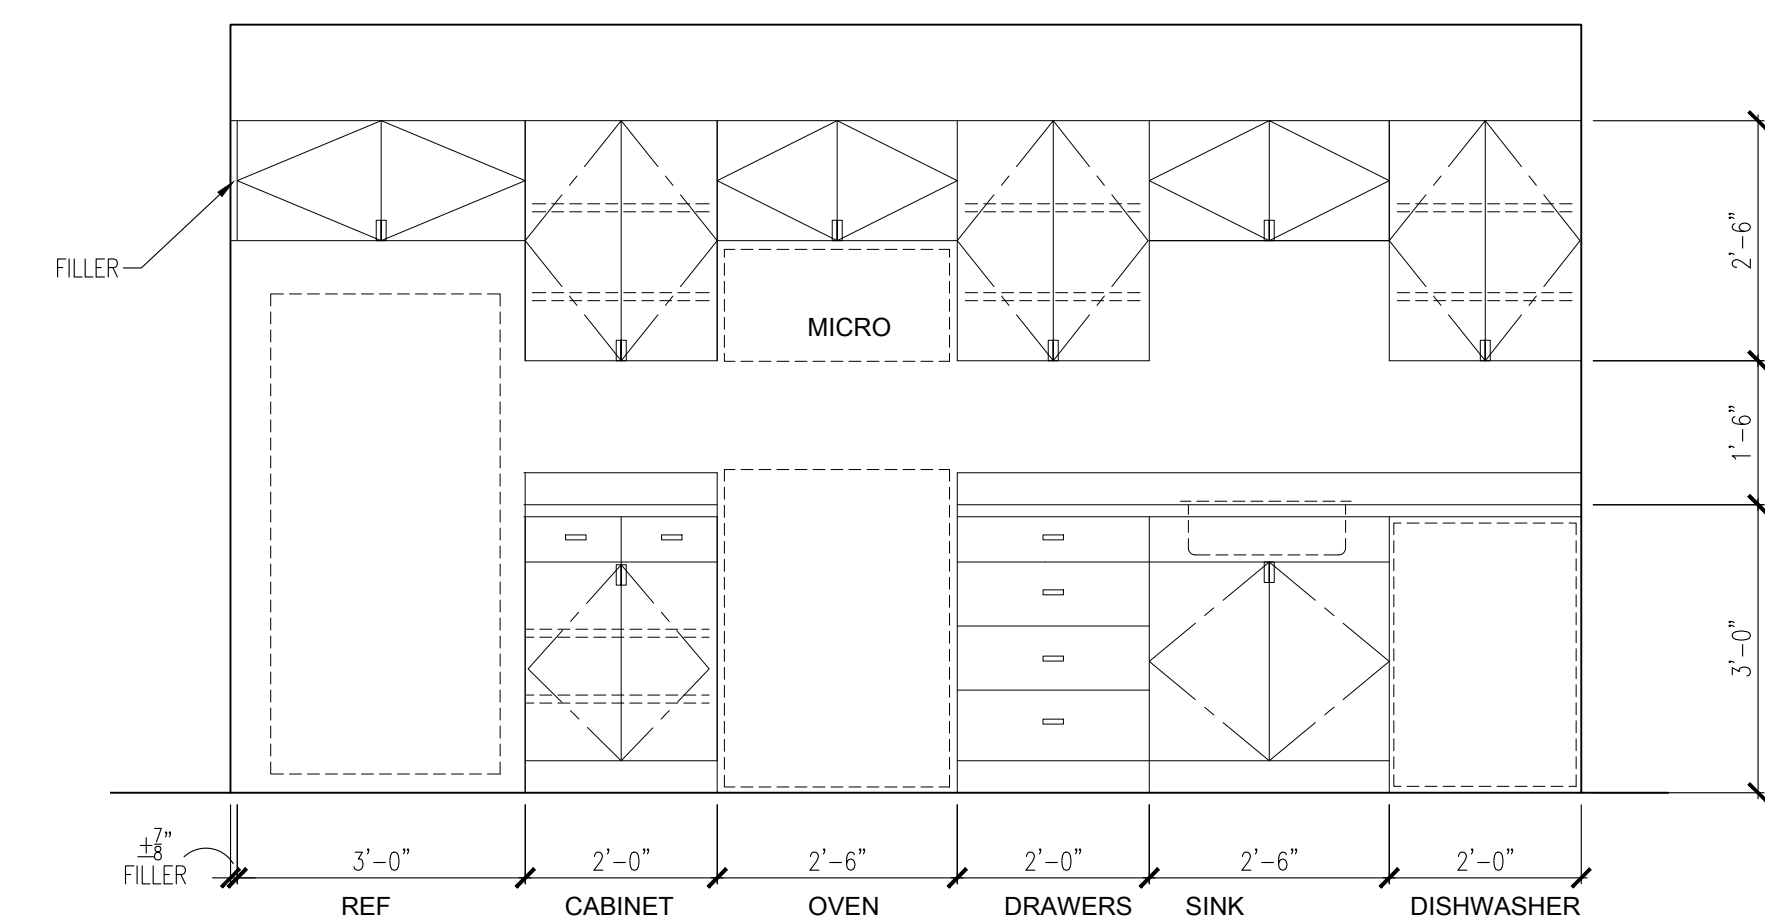 FILLER
MICRO
2'-6"
1'-6"
3'-0"
±7/8"
FILLER
3'-0"
2'-0"
2'-6"
2'-0"
2'-6"
2'-0"
REF
CABINET
OVEN
DRAWERS
SINK
DISHWASHER